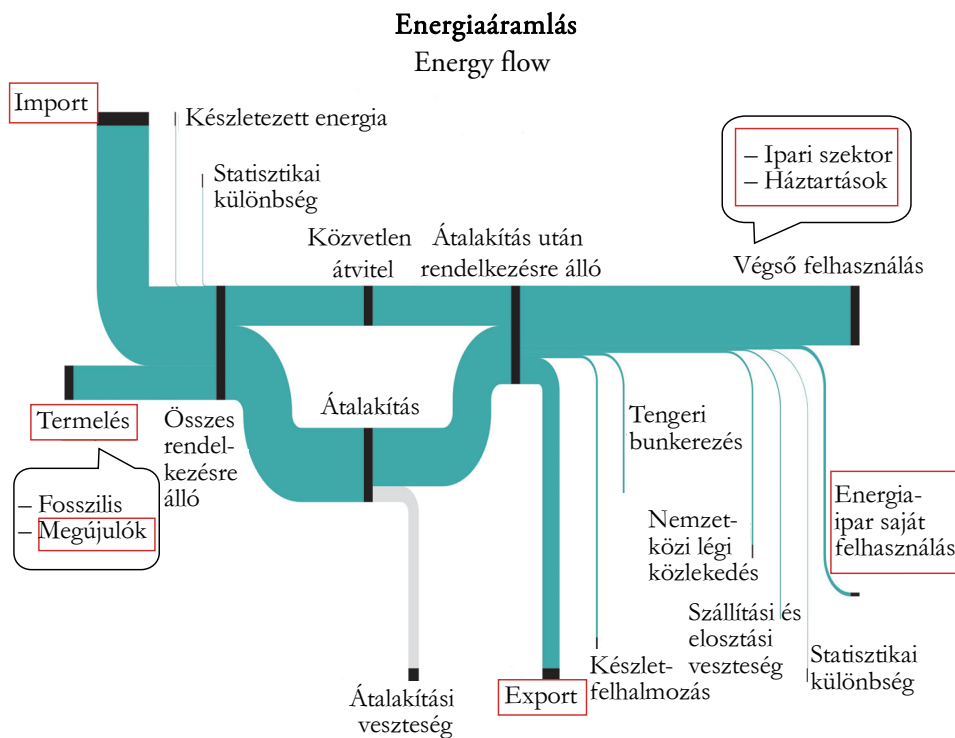 Energiaáramlás
Energy flow
Import
Készletezett energia
Statisztikai
különbség
– Ipari szektor
– Háztartások
Közvetlen
átvitel
Átalakítás után
rendelkezésre álló
Végső felhasználás
Termelés
– Fosszilis
– Megújulók
Összes
rendel-
kezésre
álló
Átalakítás
Tengeri
bunkerezés
Energia-
ipar saját
felhasználás
Nemzet-
közi légi
közlekedés
Szállítási és
elosztási
veszteség
Statisztikai
különbség
Készlet-
felhalmozás
Export
Átalakítási
veszteség